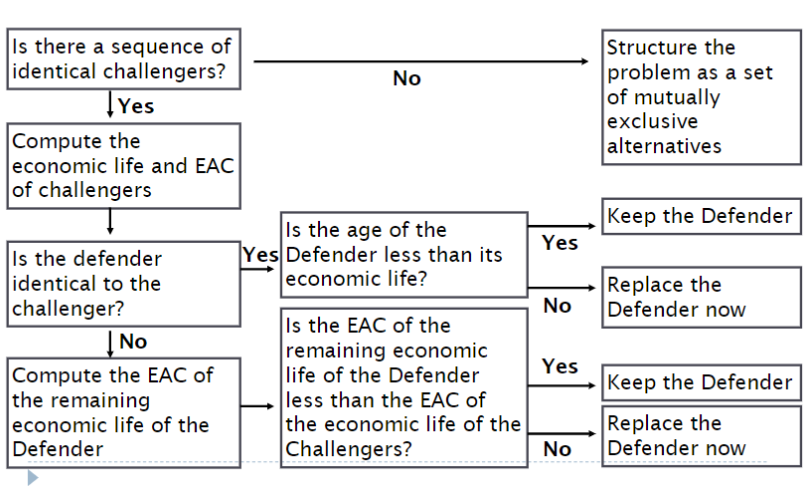 Is there a sequence of
identical challengers?
No
Structure the
problem as a set
of mutually
exclusive
alternatives
Yes
Compute the
economic life and EAC
of challengers
Is the defender
identical to the
challenger?
Yes
Is the age of the
Defender less than its
economic life?
Yes
Keep the Defender
No
Replace the
Defender now
No
Compute the EAC of
the remaining
economic life of the
Defender
Is the EAC of the
remaining economic
life of the Defender
less than the EAC of
the economic life of the
Challengers?
Yes
Keep the Defender
No
Replace the
Defender now